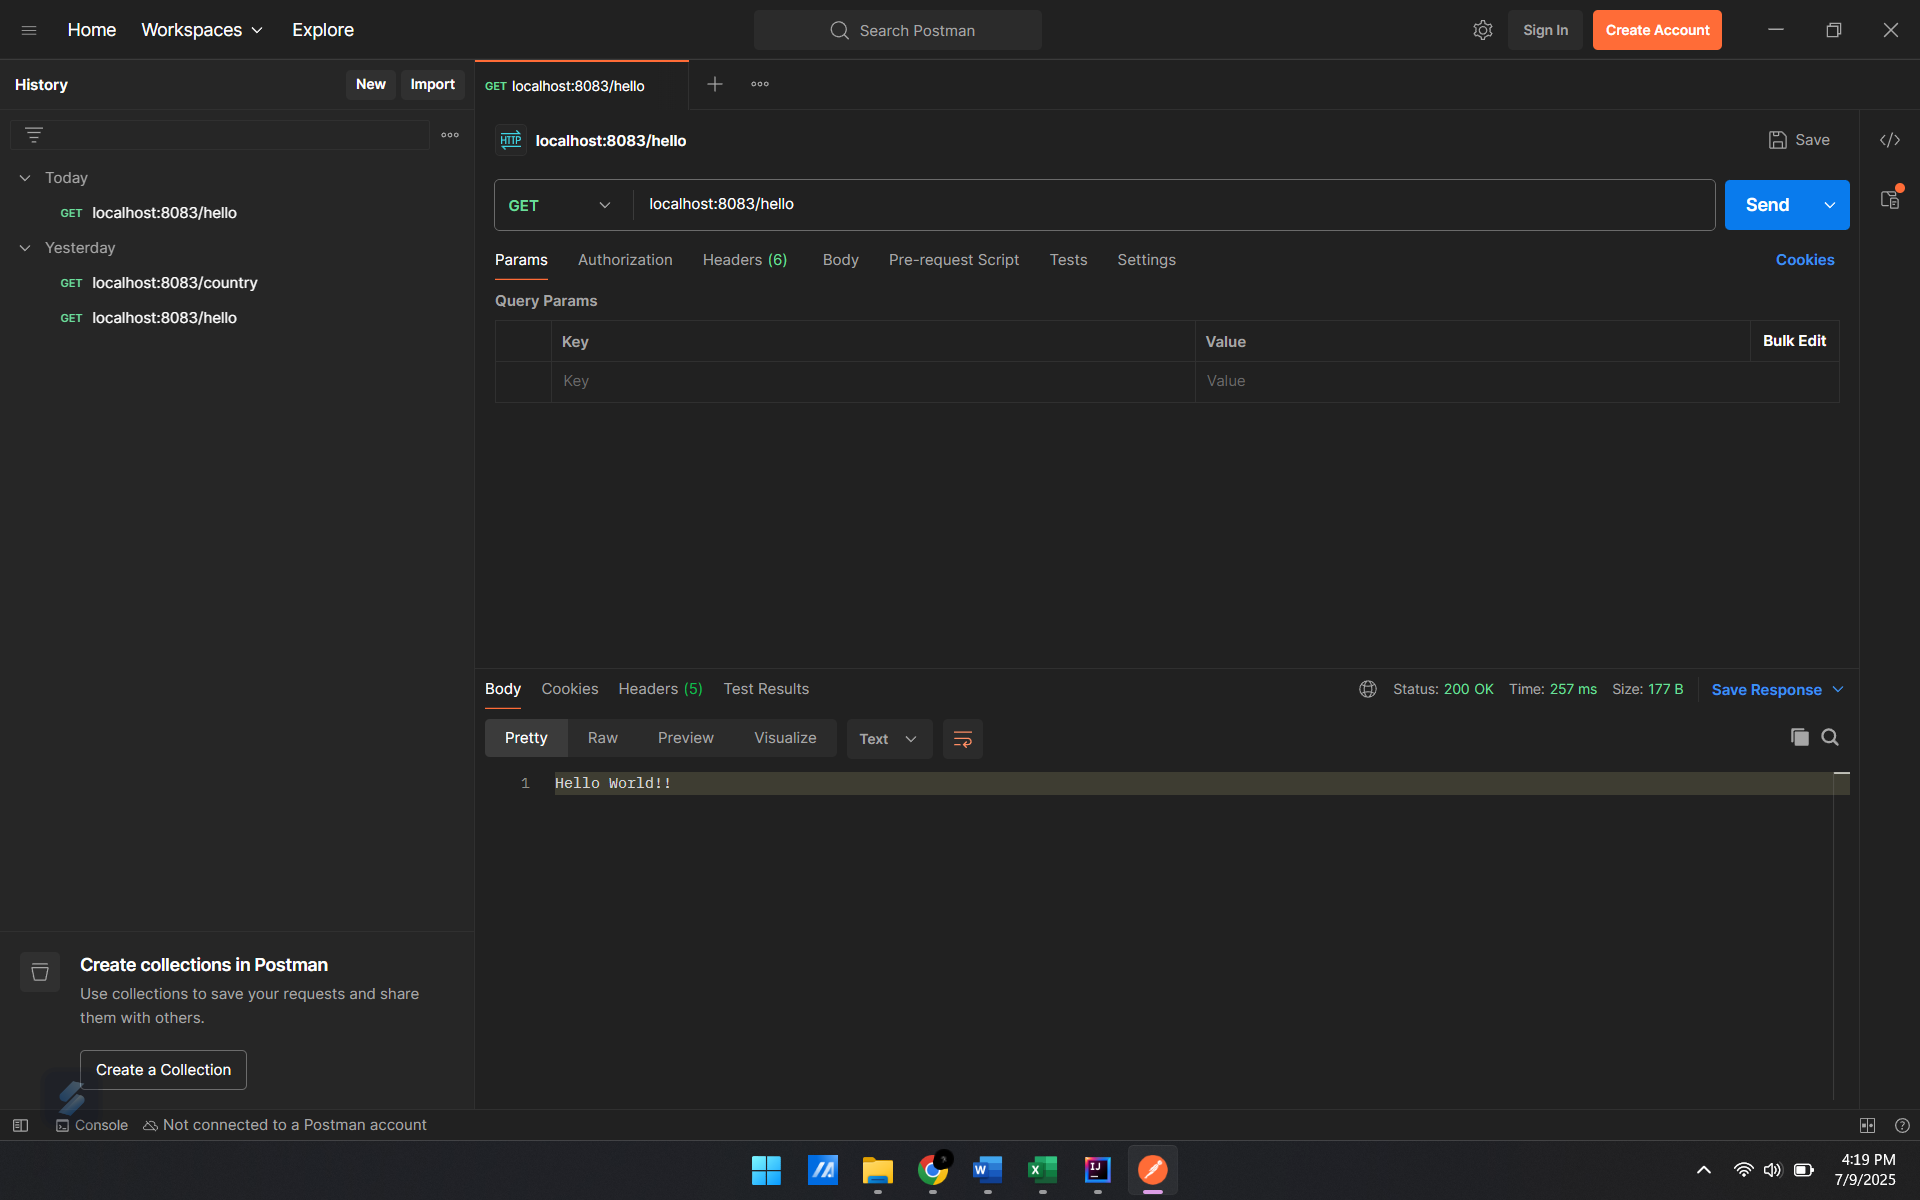 Home Workspaces Explore
Search Postman
Sign In Create Account
History New Import
GET localhost:8083/hello
HTTP localhost:8083/hello
Save
Today
GET localhost:8083/hello
Yesterday
GET localhost:8083/country
GET localhost:8083/hello
GET localhost:8083/hello Send
Params Authorization Headers (6) Body Pre-request Script Tests Settings Cookies
Query Params
Key Value Bulk Edit
Key Value
Body Cookies Headers (5) Test Results Status: 200 OK Time: 257 ms Size: 177 B Save Response
Pretty Raw Preview Visualize Text
1 Hello World!!
Create collections in Postman
Use collections to save your requests and share
them with others.
Create a Collection
Console Not connected to a Postman account
4:19 PM
7/9/2025